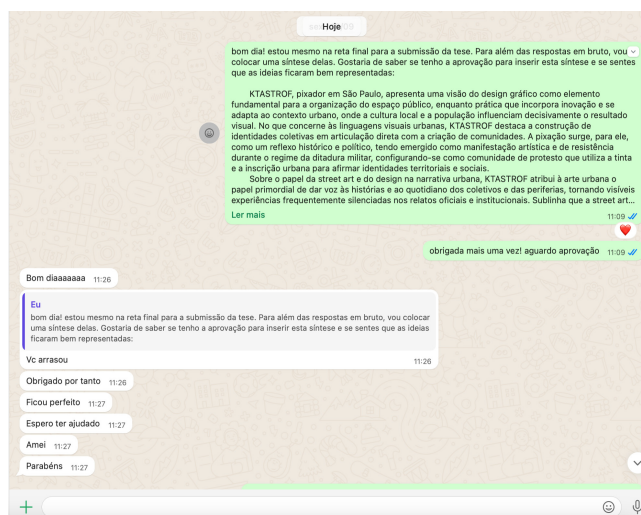 Hoje
bom dia! estou mesmo na reta final para a submissão da tese. Para além das respostas em bruto, vou
colocar uma síntese delas. Gostaria de saber se tenho a aprovação para inserir esta síntese e se sentes
que as ideias ficaram bem representadas:
KTASTROF, pixador em São Paulo, apresenta uma visão do design gráfico como elemento
fundamental para a organização do espaço público, enquanto prática que incorpora inovação e se
adapta ao contexto urbano, onde a cultura local e a população influenciam decisivamente o resultado
visual. No que concerne às linguagens visuais urbanas, KTASTROF destaca a construção de
identidades coletivas em articulação direta com a criação de comunidades. A pixação surge, para ele,
como um reflexo histórico e político, tendo emergido como manifestação artística e de resistência
durante o regime da ditadura militar, configurando-se como comunidade de protesto que utiliza a tinta
e a inscrição urbana para afirmar identidades territoriais e sociais.
Sobre o papel da street art e do design na narrativa urbana, KTASTROF atribui à arte urbana o
papel primordial de dar voz às histórias e ao quotidiano dos coletivos e das periferias, tornando visíveis
experiências frequentemente silenciadas nos relatos oficiais e institucionais. Sublinha que a street art...
Ler mais 11:09
obrigada mais uma vez! aguardo aprovação 11:09
Bom diaaaaaaa 11:26
Eu
bom dia! estou mesmo na reta final para a submissão da tese. Para além das respostas em bruto, vou colocar
uma síntese delas. Gostaria de saber se tenho a aprovação para inserir esta síntese e se sentes que as ideias
ficaram bem representadas:
Vc arrasou 11:26
Obrigado por tanto 11:26
Ficou perfeito 11:27
Espero ter ajudado 11:27
Amei 11:27
Parabéns 11:27